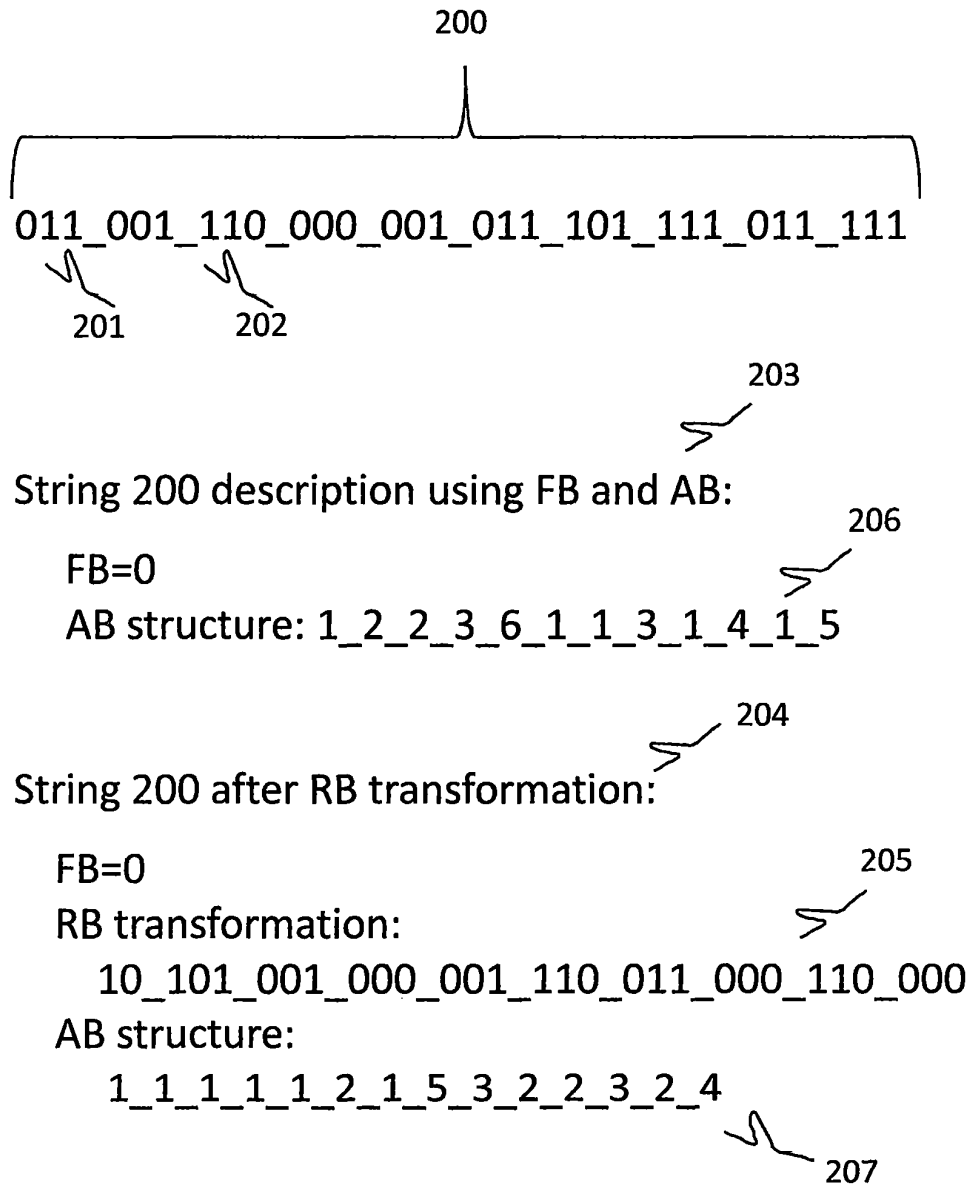 200
011_001_110_000_001_011_101_111_011_111
201 202
203
String 200 description using FB and AB:
206
FB=0
AB structure: 1_2_2_3_6_1_1_3_1_4_1_5
204
String 200 after RB transformation:
FB=0
205
RB transformation:
10_101_001_000_001_110_011_000_110_000
AB structure:
1_1_1_1_1_2_1_5_3_2_2_3_2_4
207